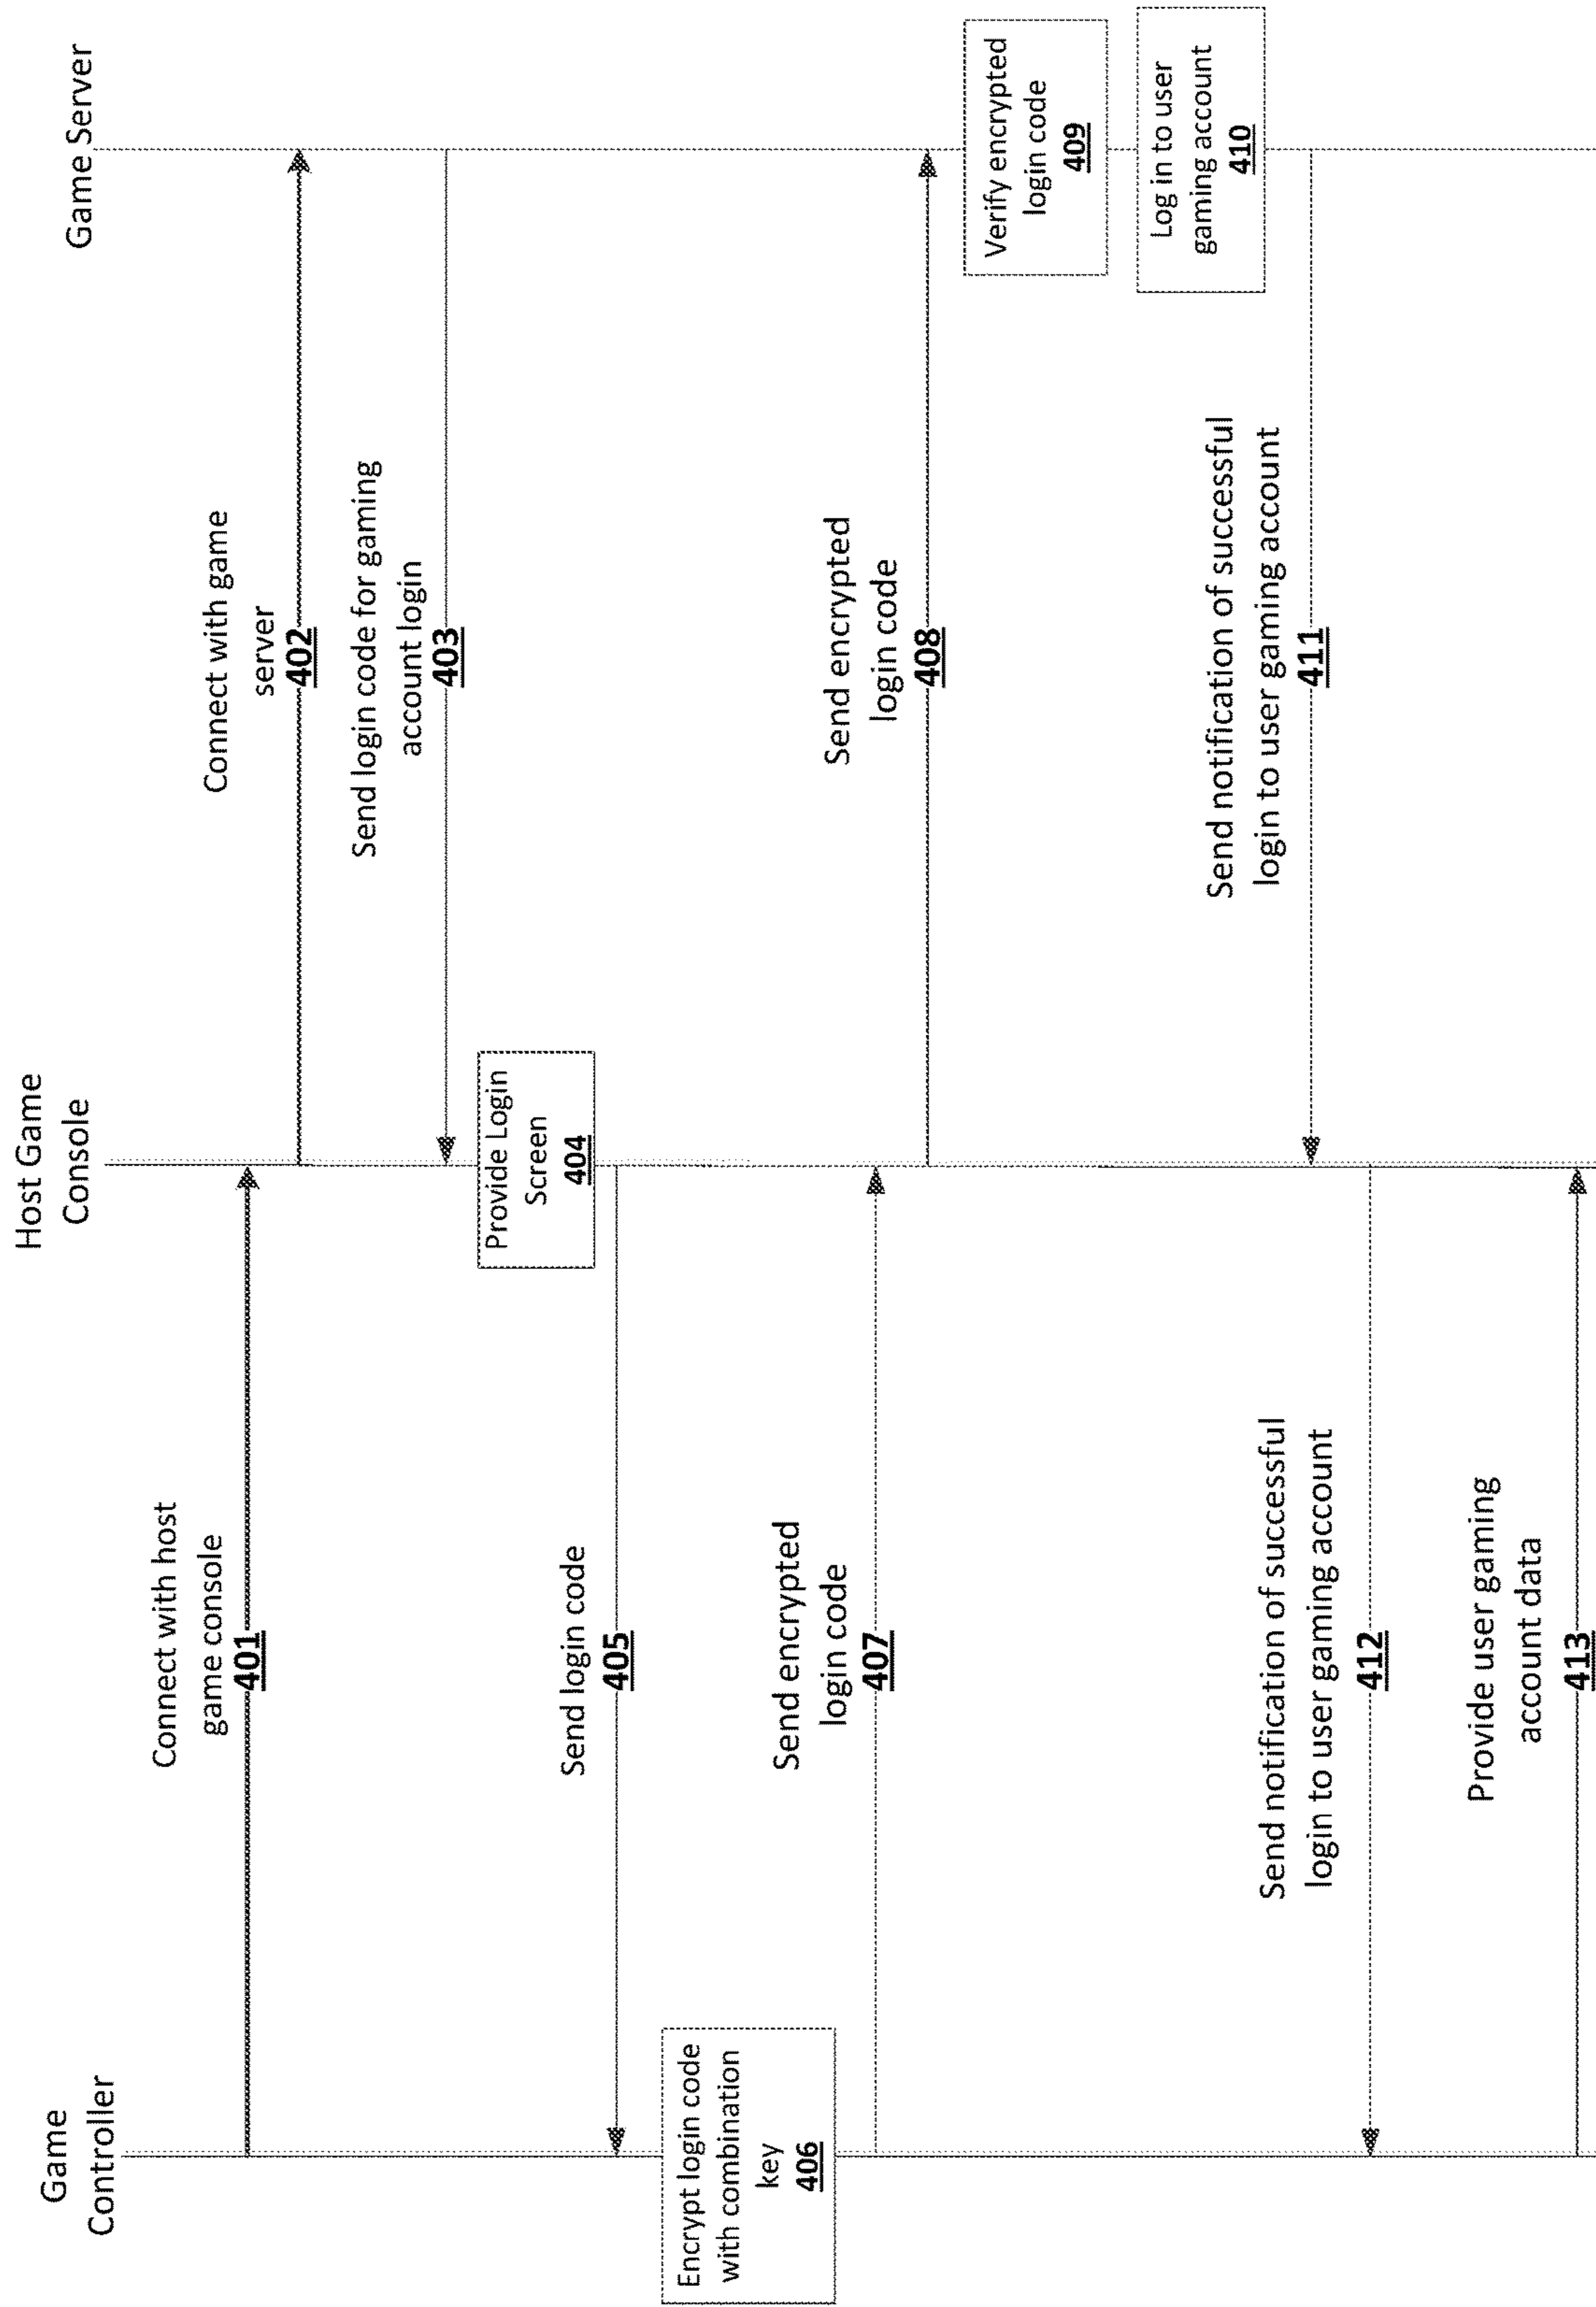 Game
Controller
Host Game
Console
Game Server
Connect with host
game console
401
Connect with game
server
402
Send login code for gaming
account login
403
Provide Login
Screen
404
Send login code
405
Encrypt login code
with combination
key
406
Send encrypted
login code
407
Send encrypted
login code
408
Verify encrypted
login code
409
Log in to user
gaming account
410
Send notification of successful
login to user gaming account
411
Send notification of successful
login to user gaming account
412
Provide user gaming
account data
413